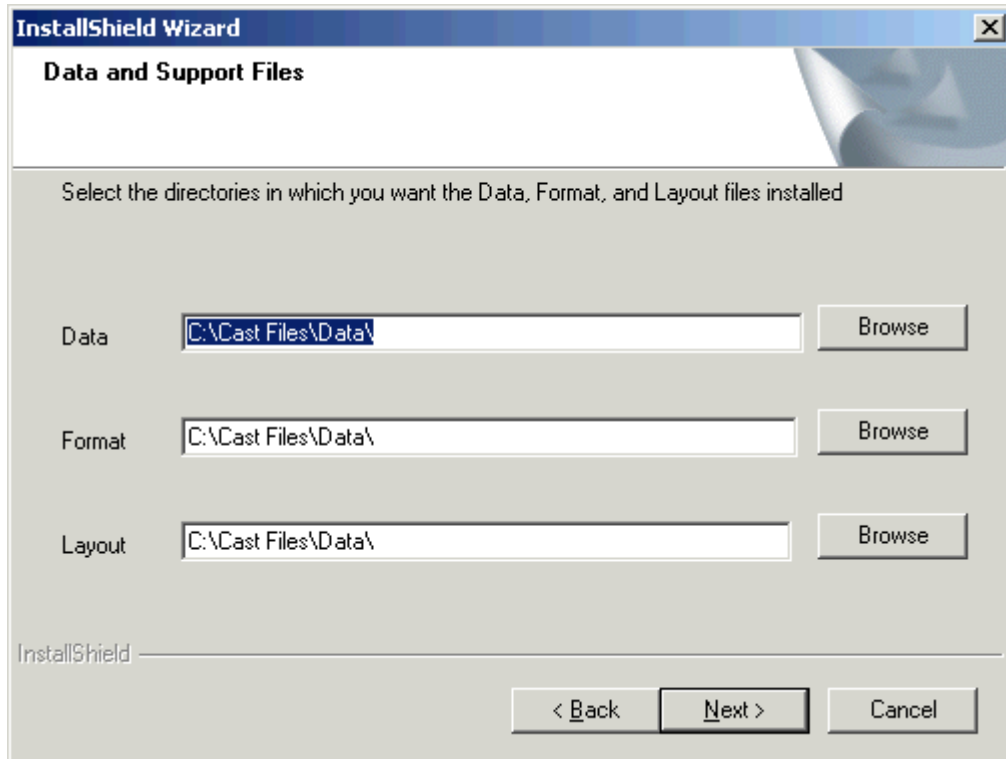 InstallShield Wizard
Data and Support Files
Select the directories in which you want the Data, Format, and Layout files installed
Data C:\Cast Files\Data\ Browse
Format C:\Cast Files\Data\ Browse
Layout C:\Cast Files\Data\ Browse
InstallShield
< Back Next > Cancel